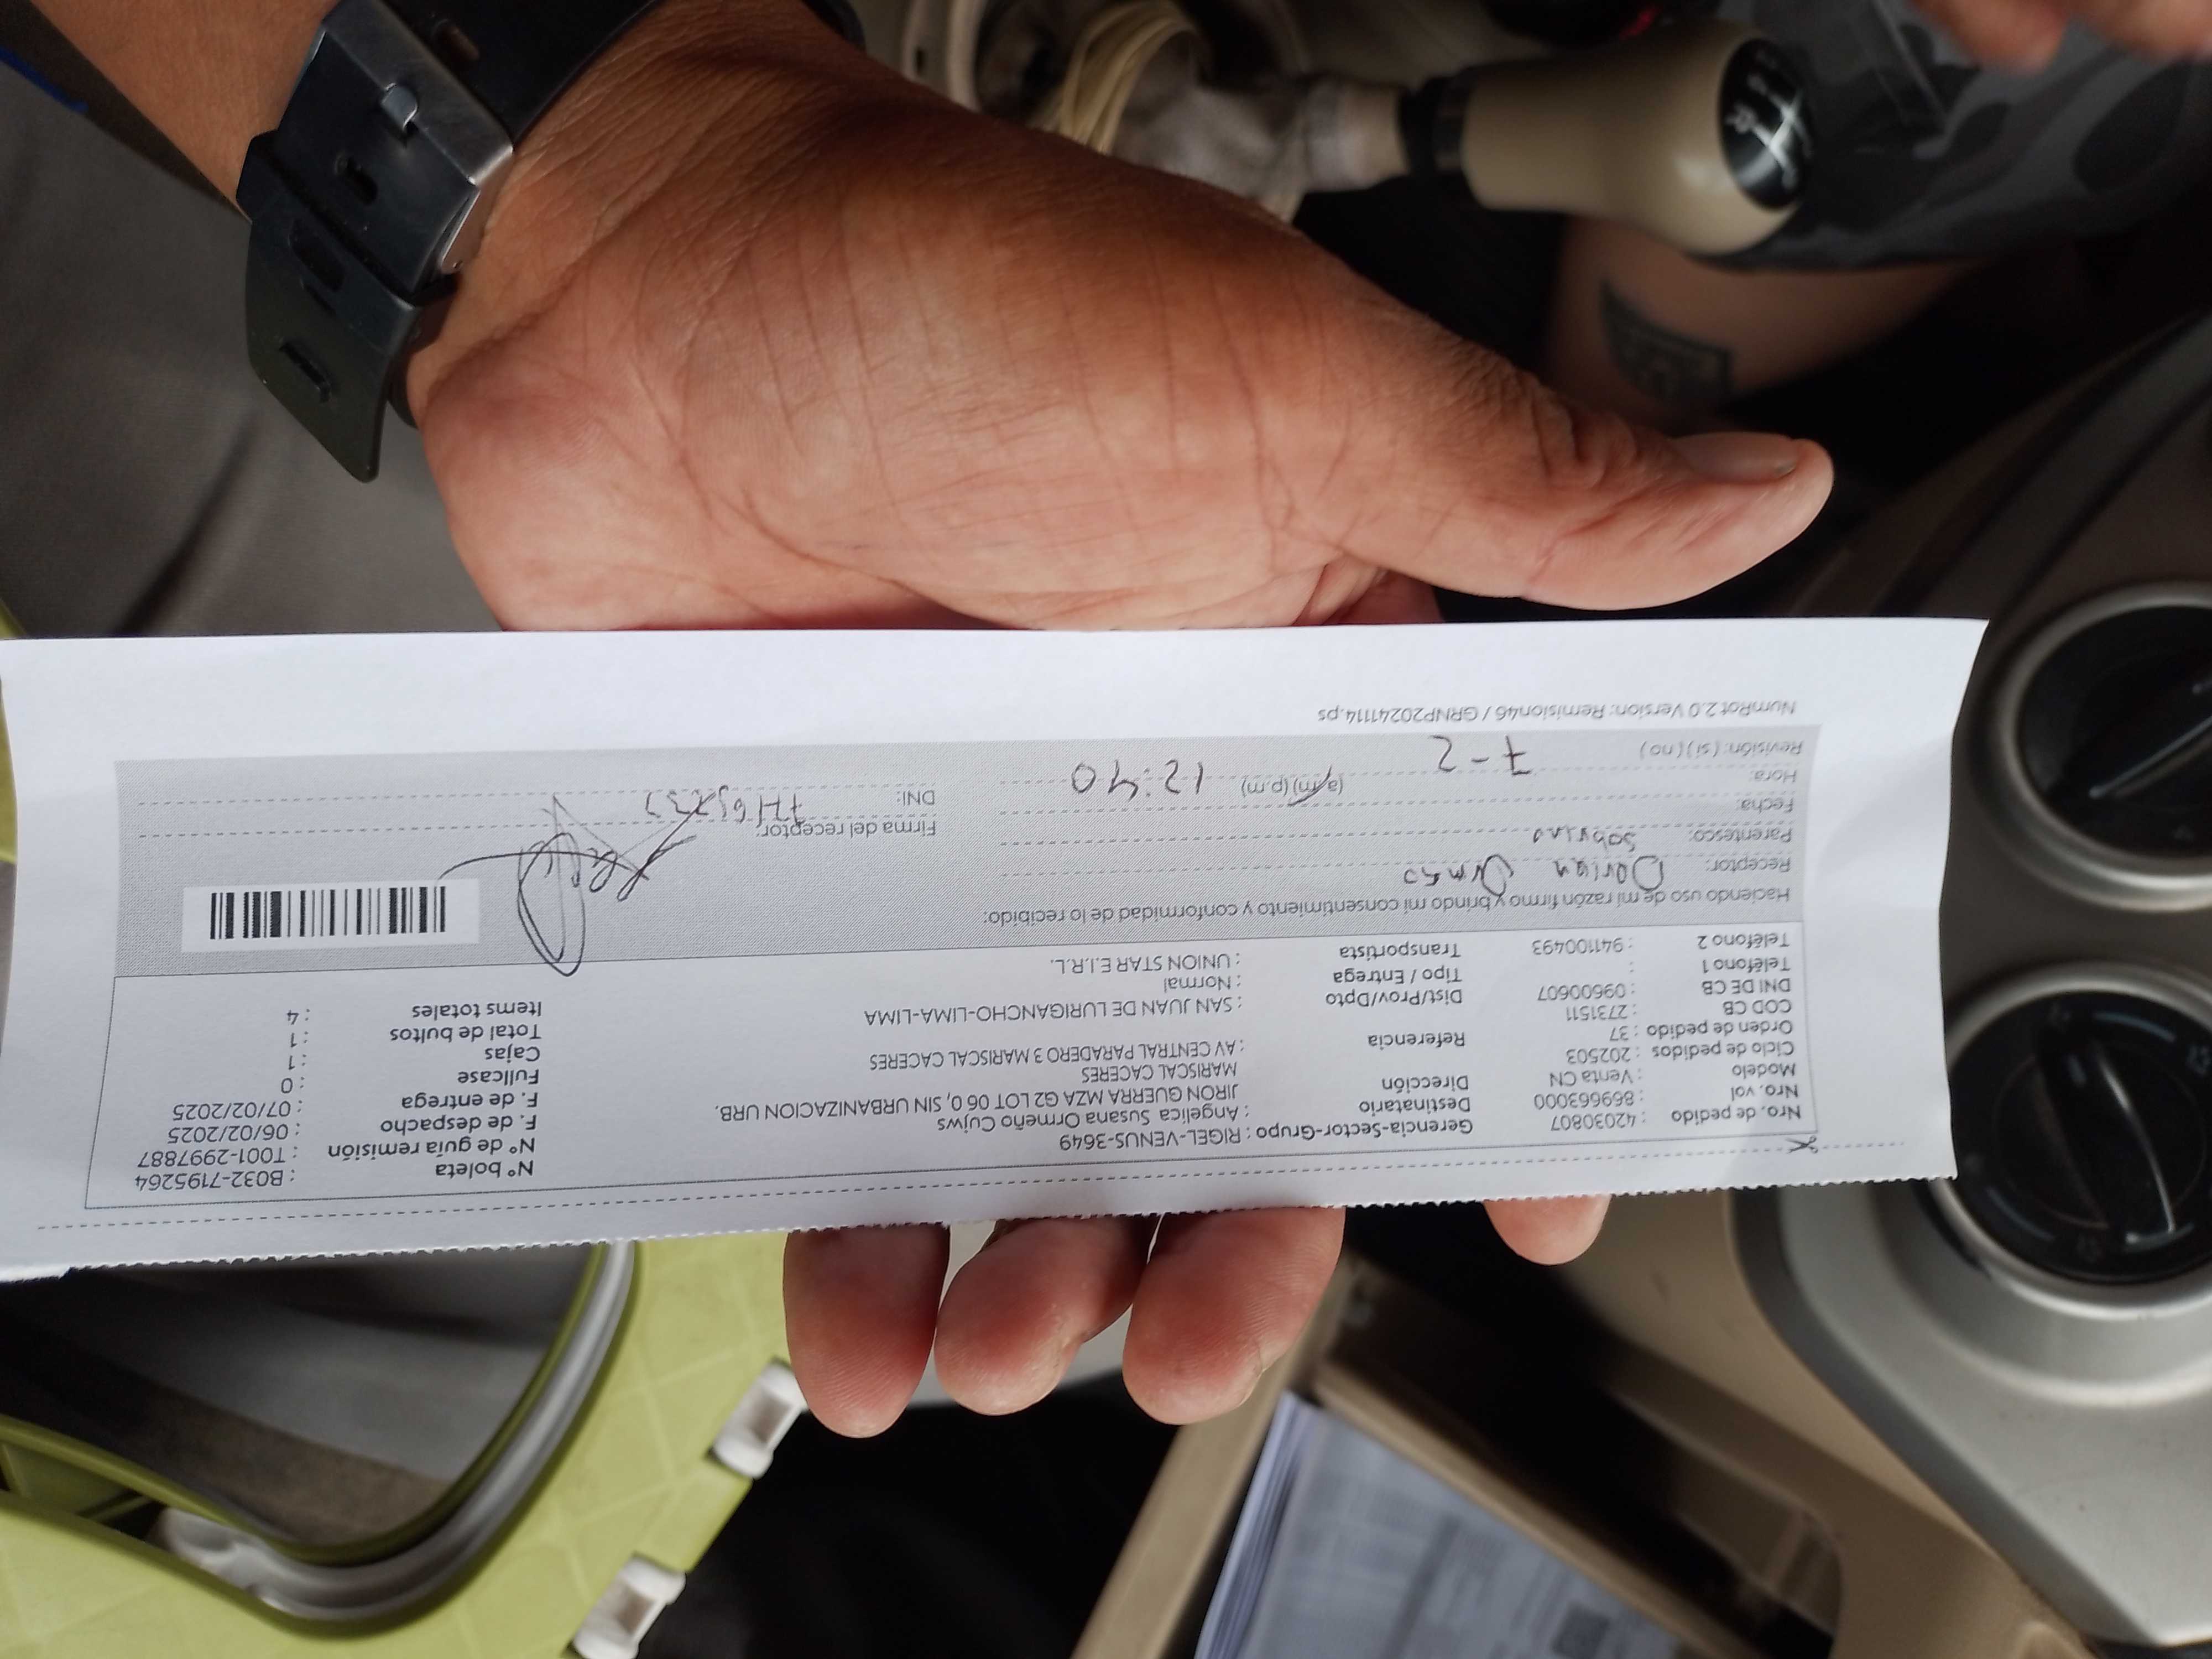 Nro. de pedido : 42030807 Gerencia-Sector-Grupo : RIGEL-VENUS-3649 N° boleta : B032-7195264
Nro. vol : 869663000 Destinatario : Angelica Susana Ormeño Cujws N° de guía remisión : T001-2997887
Modelo : Venta CN Dirección JIRON GUERRA MZA G2 LOT 06 0, SIN URBANIZACION URB. F. de despacho : 06/02/2025
Ciclo de pedidos : 202503 MARISCAL CACERES F. de entrega : 07/02/2025
Orden de pedido : 37 Referencia : AV CENTRAL PARADERO 3 MARISCAL CACERES Fullcase : 0
COD CB : 2731511 Cajas : 1
DNI DE CB : 09600607 Dist/Prov/Dpto : SAN JUAN DE LURIGANCHO-LIMA-LIMA Total de bultos : 1
Teléfono 1 : Tipo / Entrega : Normal Items totales : 4
Teléfono 2 : 941100493 Transportista : UNION STAR E.I.R.L.
Haciendo uso de mi razón firmo y brindo mi consentimiento y conformidad de lo recibido:
Receptor: Dorian
Parentesco: Sobrino Firma del receptor:
Fecha: DNI:
Hora: (a.m) (p.m) 12:40
Revisión: ( si ) ( no ) 7-2
NumRot 2.0 Version: Remision46 / GRNP20241114.ps